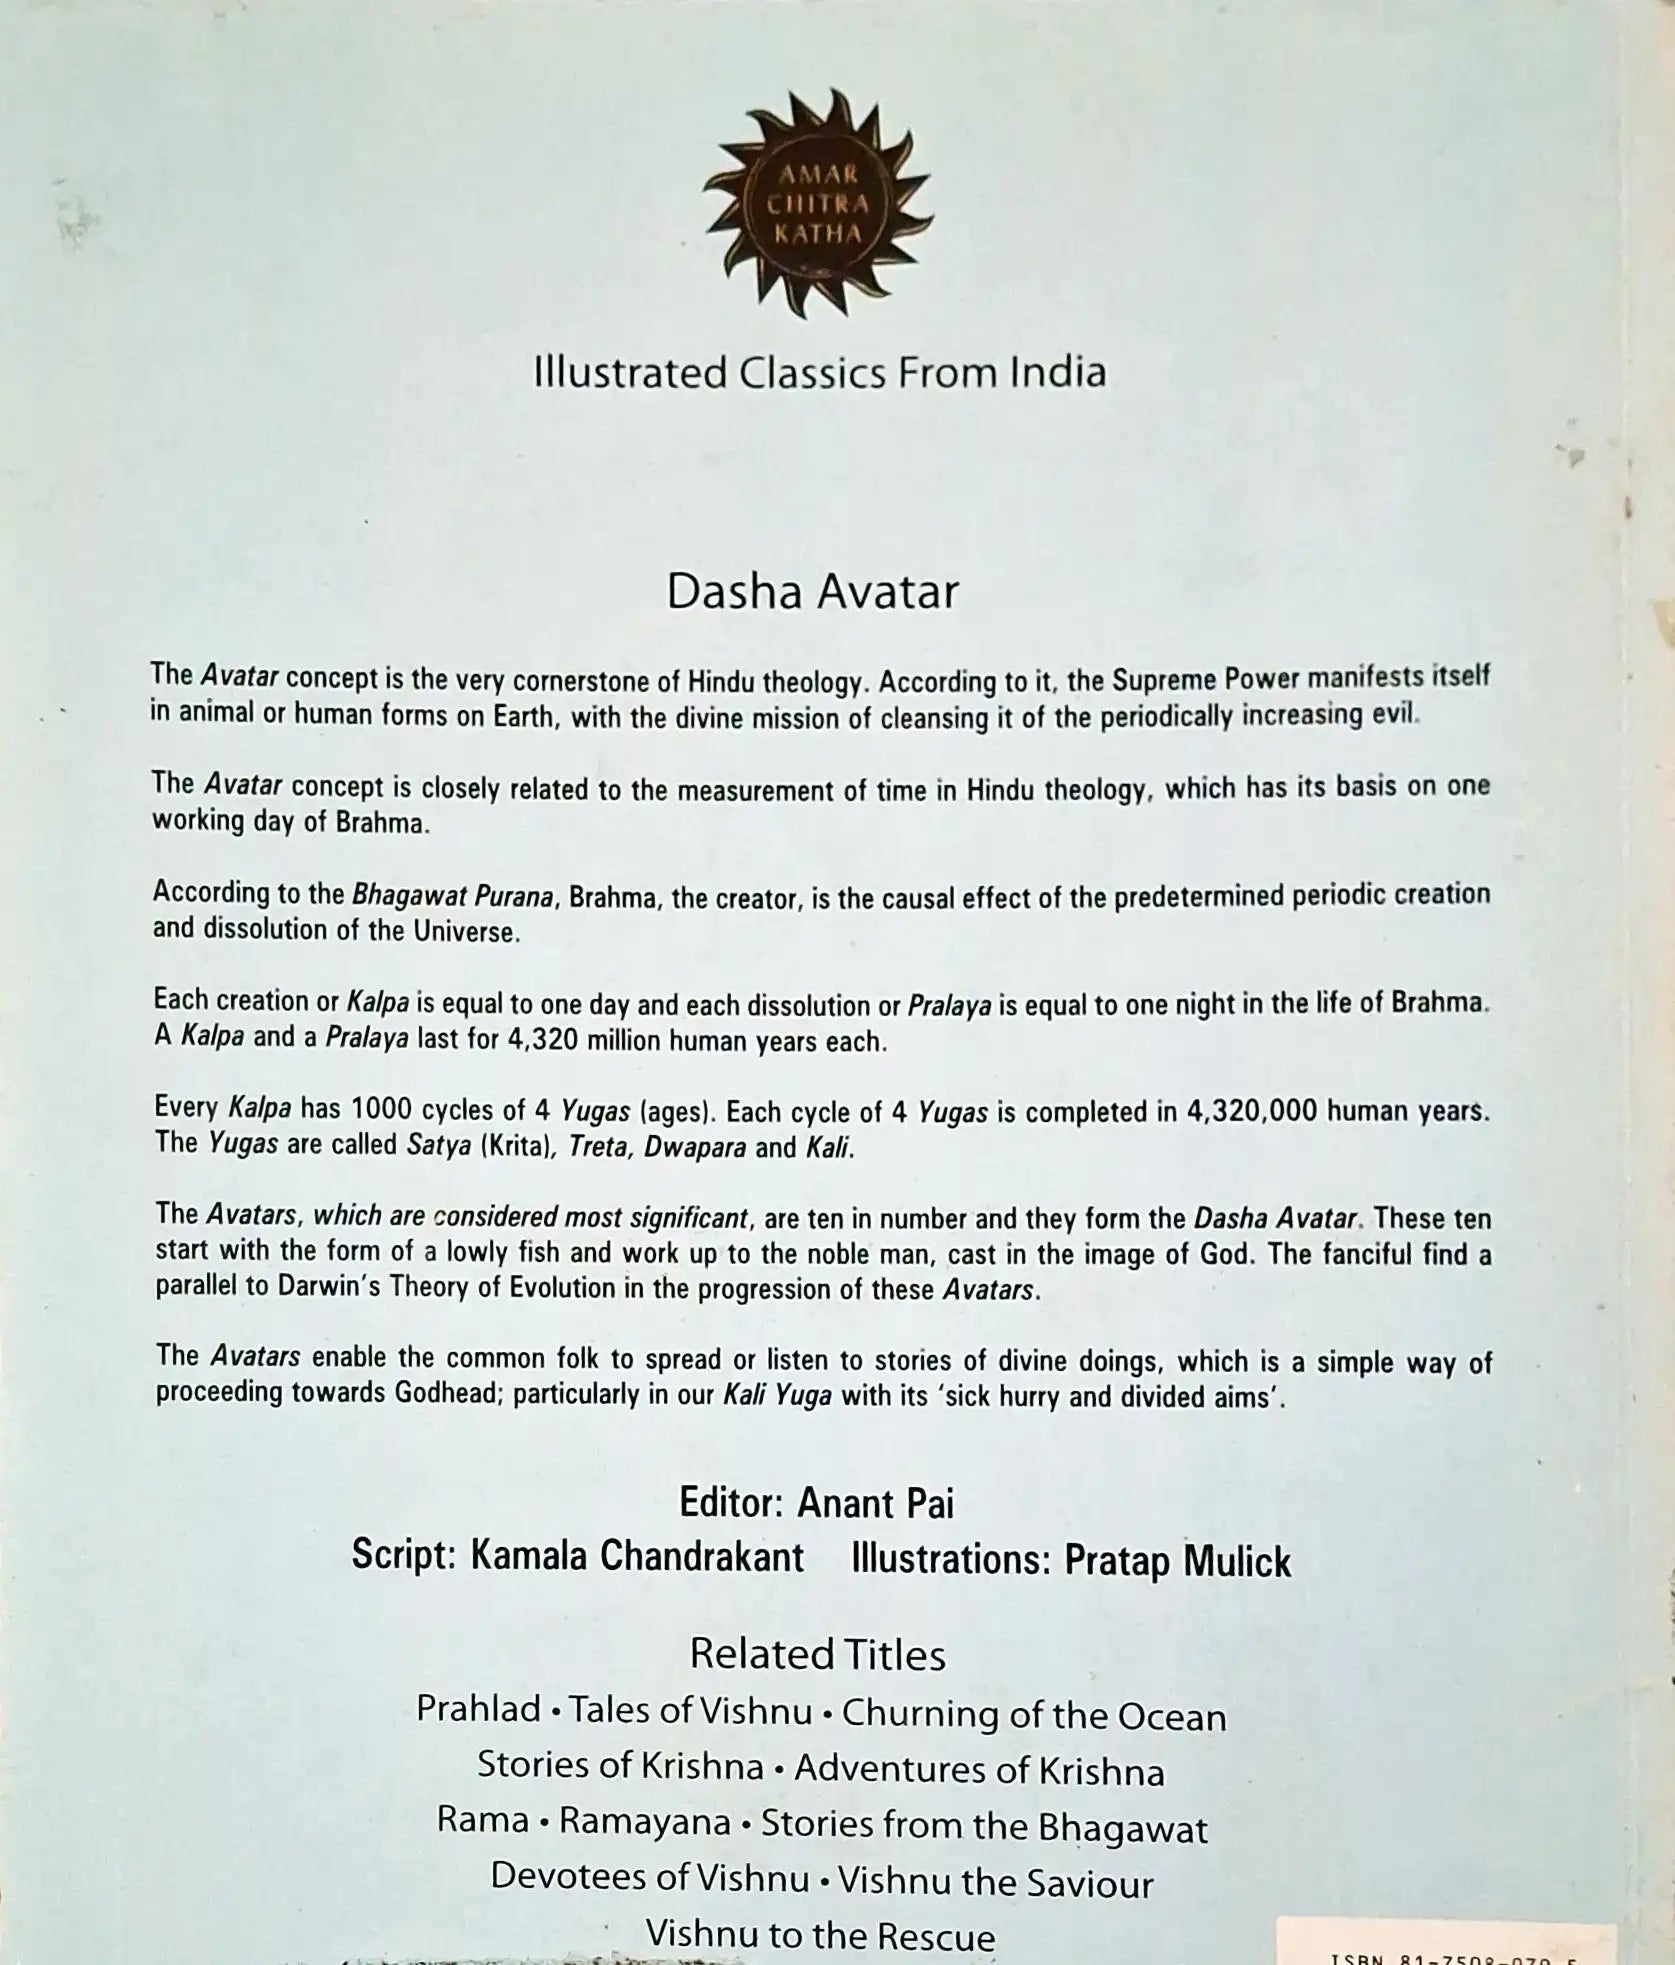 AMAR
CHITRA
KATHA
Illustrated Classics From India
Dasha Avatar
The Avatar concept is the very cornerstone of Hindu theology. According to it, the Supreme Power manifests itself
in animal or human forms on Earth, with the divine mission of cleansing it of the periodically increasing evil.
The Avatar concept is closely related to the measurement of time in Hindu theology, which has its basis on one
working day of Brahma.
According to the Bhagawat Purana, Brahma, the creator, is the causal effect of the predetermined periodic creation
and dissolution of the Universe.
Each creation or Kalpa is equal to one day and each dissolution or Pralaya is equal to one night in the life of Brahma.
A Kalpa and a Pralaya last for 4,320 million human years each.
Every Kalpa has 1000 cycles of 4 Yugas (ages). Each cycle of 4 Yugas is completed in 4,320,000 human years.
The Yugas are called Satya (Krita), Treta, Dwapara and Kali.
The Avatars, which are considered most significant, are ten in number and they form the Dasha Avatar. These ten
start with the form of a lowly fish and work up to the noble man, cast in the image of God. The fanciful find a
parallel to Darwin's Theory of Evolution in the progression of these Avatars.
The Avatars enable the common folk to spread or listen to stories of divine doings, which is a simple way of
proceeding towards Godhead; particularly in our Kali Yuga with its 'sick hurry and divided aims'.
Editor: Anant Pai
Script: Kamala Chandrakant Illustrations: Pratap Mulick
Related Titles
Prahlad • Tales of Vishnu • Churning of the Ocean
Stories of Krishna • Adventures of Krishna
Rama • Ramayana • Stories from the Bhagawat
Devotees of Vishnu • Vishnu the Saviour
Vishnu to the Rescue
ISBN